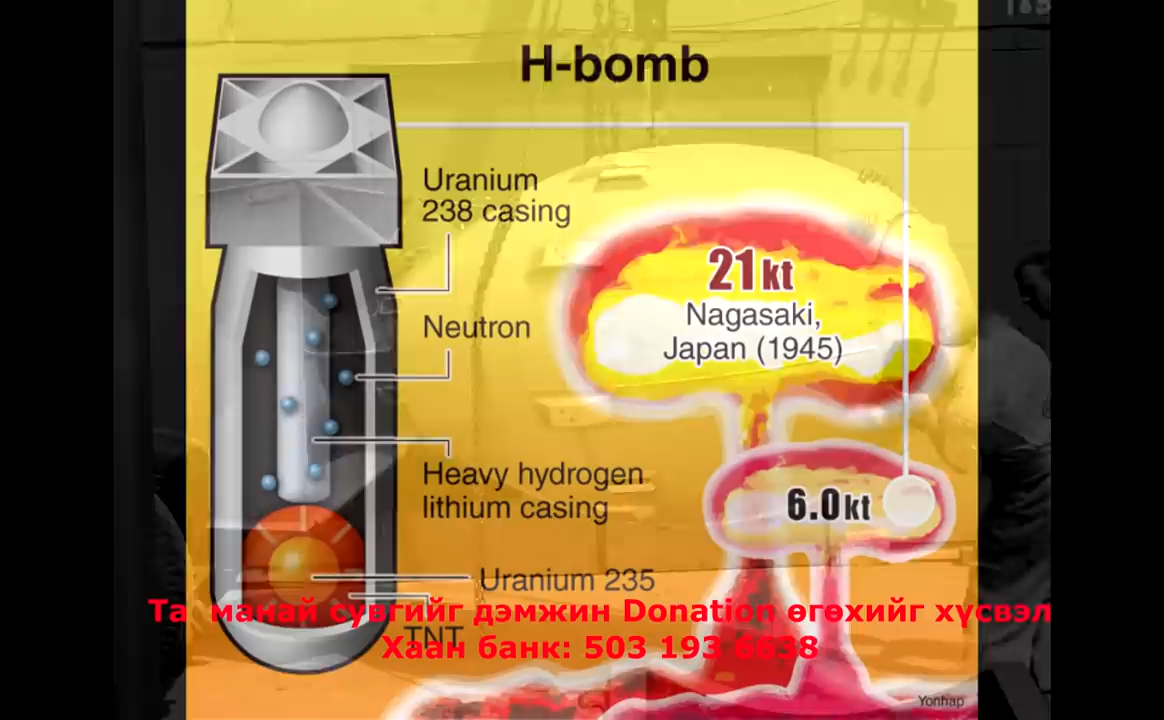 H-bomb
Uranium
238 casing
21kt
Nagasaki,
Japan (1945)
Neutron
Heavy hydrogen
lithium casing
6.0kt
Uranium 235
Та манай сувгийг дэмжин Donation өгөхийг хүсвэл
TNT
Хаан банк: 503 193 6638
Yonhap